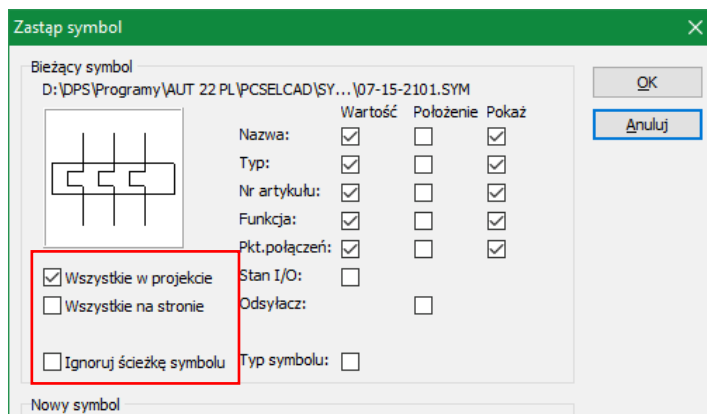 Zastąp symbol
Bieżący symbol
D:\DPS\Programy\AUT 22 PL\PCSELCAD\SY...\07-15-2101.SYM
OK
Anuluj
Wartość Położenie Pokaż
Nazwa:
Typ:
Nr artykułu:
Funkcja:
Pkt.połączeń:
Wszystkie w projekcie Stan I/O:
Wszystkie na stronie Odsyłacz:
Ignoruj ścieżkę symbolu Typ symbolu:
Nowy symbol